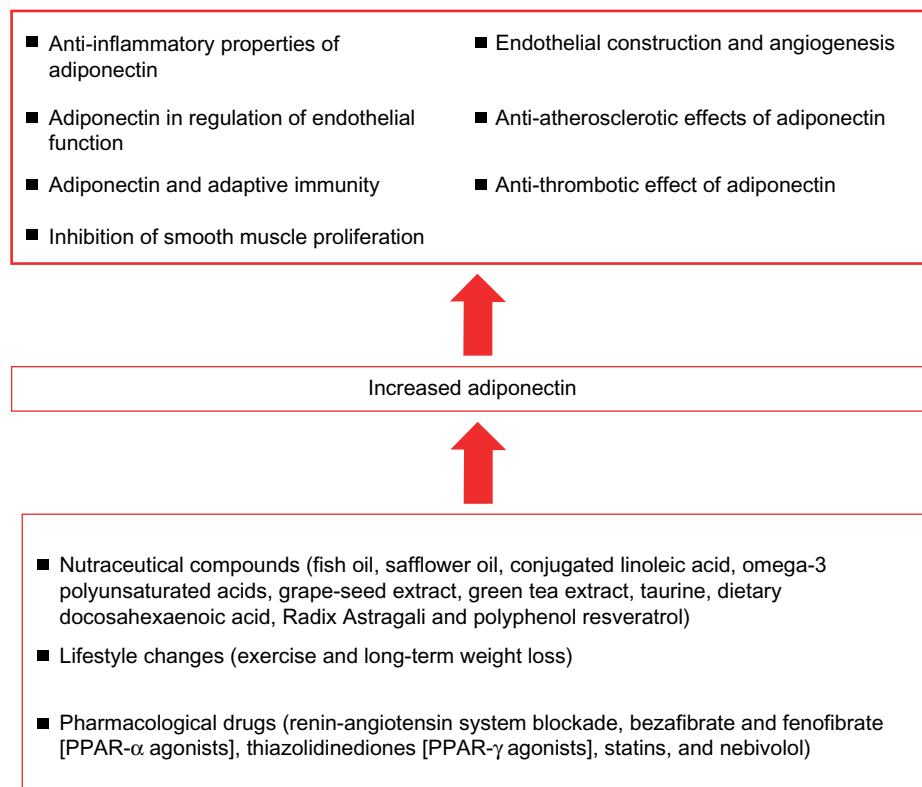 ■ Anti-inflammatory properties of
adiponectin
■ Adiponectin in regulation of endothelial
function
■ Adiponectin and adaptive immunity
■ Inhibition of smooth muscle proliferation
■ Endothelial construction and angiogenesis
■ Anti-atherosclerotic effects of adiponectin
■ Anti-thrombotic effect of adiponectin
Increased adiponectin
■ Nutraceutical compounds (fish oil, safflower oil, conjugated linoleic acid, omega-3
polyunsaturated acids, grape-seed extract, green tea extract, taurine, dietary
docosahexaenoic acid, Radix Astragali and polyphenol resveratrol)
■ Lifestyle changes (exercise and long-term weight loss)
■ Pharmacological drugs (renin-angiotensin system blockade, bezafibrate and fenofibrate
[PPAR-α agonists], thiazolidinediones [PPAR-γ agonists], statins, and nebivolol)